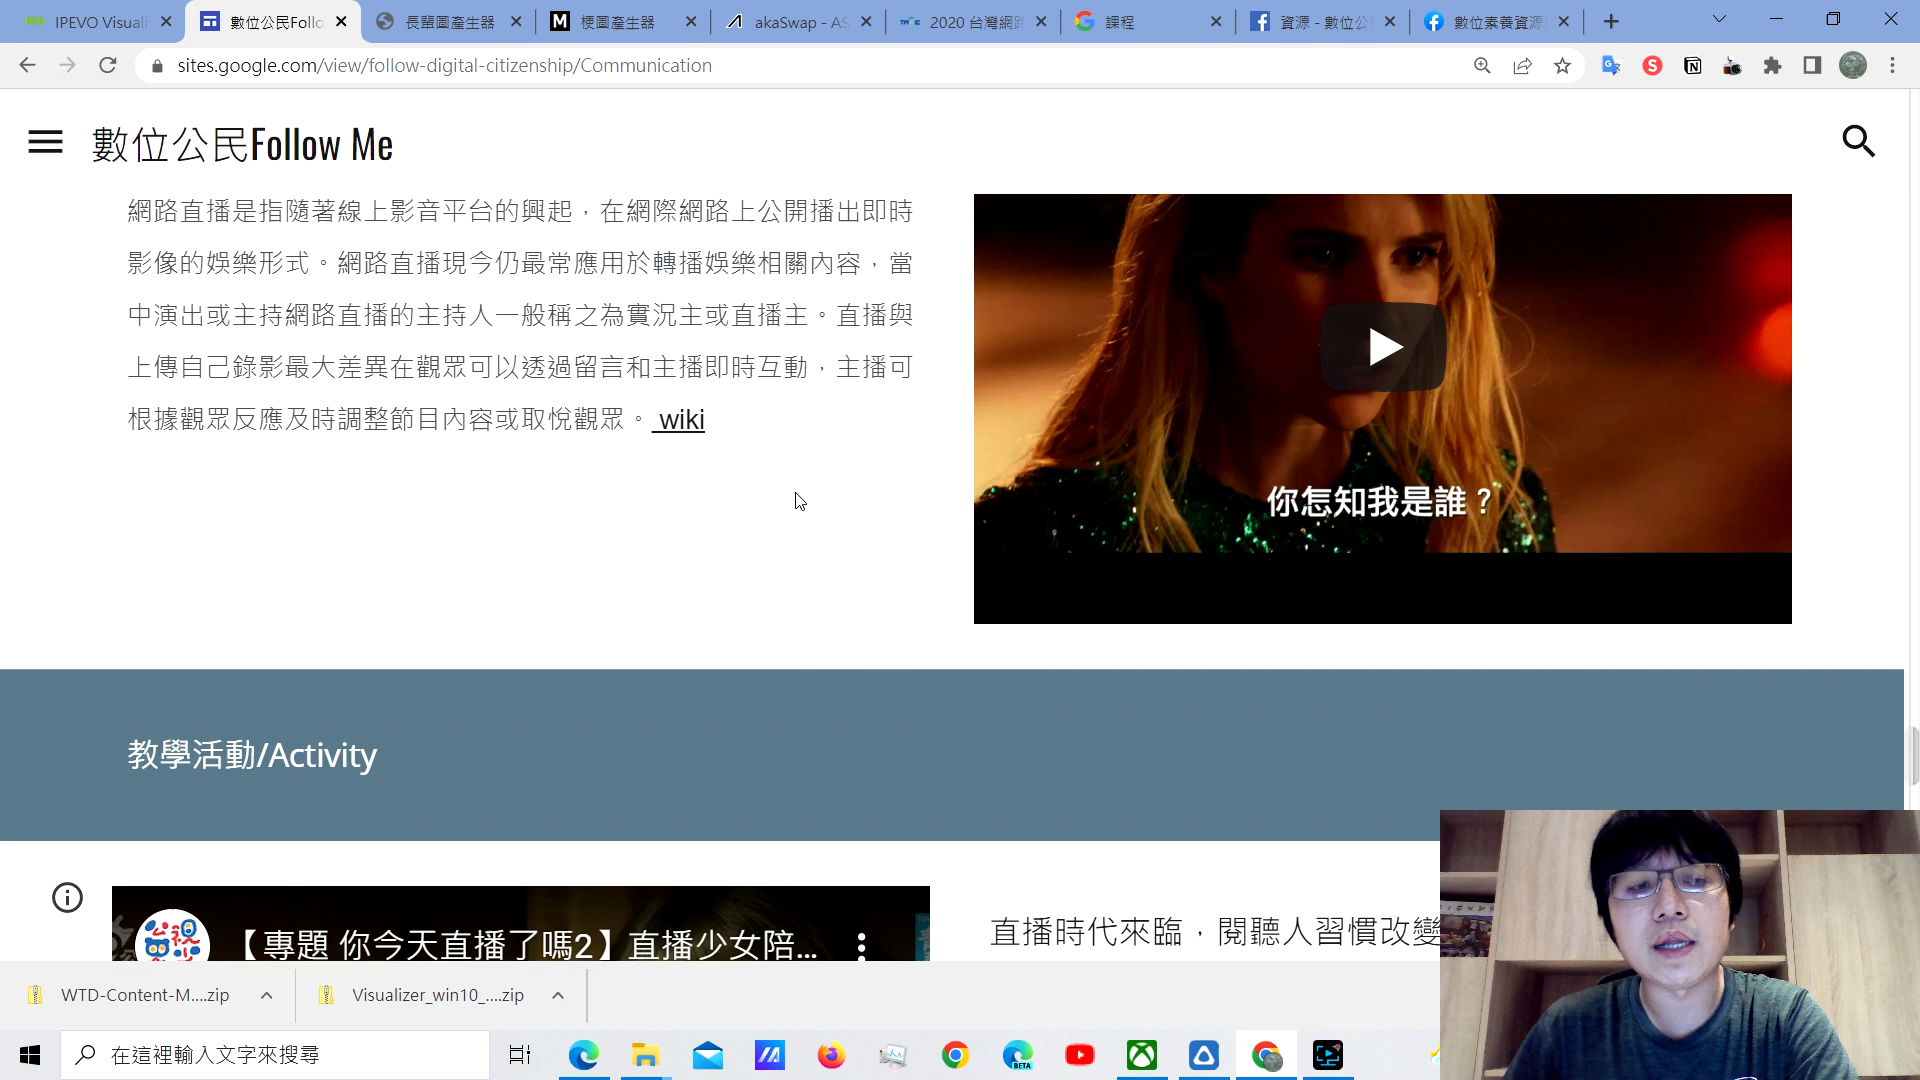 IPEVO Visuali
數位公民Follo
長輩圖產生器
梗圖產生器
akaSwap - AS
2020 台灣網路
課程
資源 - 數位公
數位素養資源
sites.google.com/view/follow-digital-citizenship/Communication
數位公民Follow Me
網路直播是指隨著線上影音平台的興起，在網際網路上公開播出即時
影像的娛樂形式。網路直播現今仍最常應用於轉播娛樂相關內容，當
中演出或主持網路直播的主持人一般稱之為實況主或直播主。直播與
上傳自己錄影最大差異在觀眾可以透過留言和主播即時互動，主播可
根據觀眾反應及時調整節目內容或取悅觀眾。 wiki
你怎知我是誰？
教學活動/Activity
【專題 你今天直播了嗎2】直播少女陪...
直播時代來臨，閱聽人習慣改變
WTD-Content-M....zip
Visualizer_win10_....zip
在這裡輸入文字來搜尋
BETA
FRIENDS